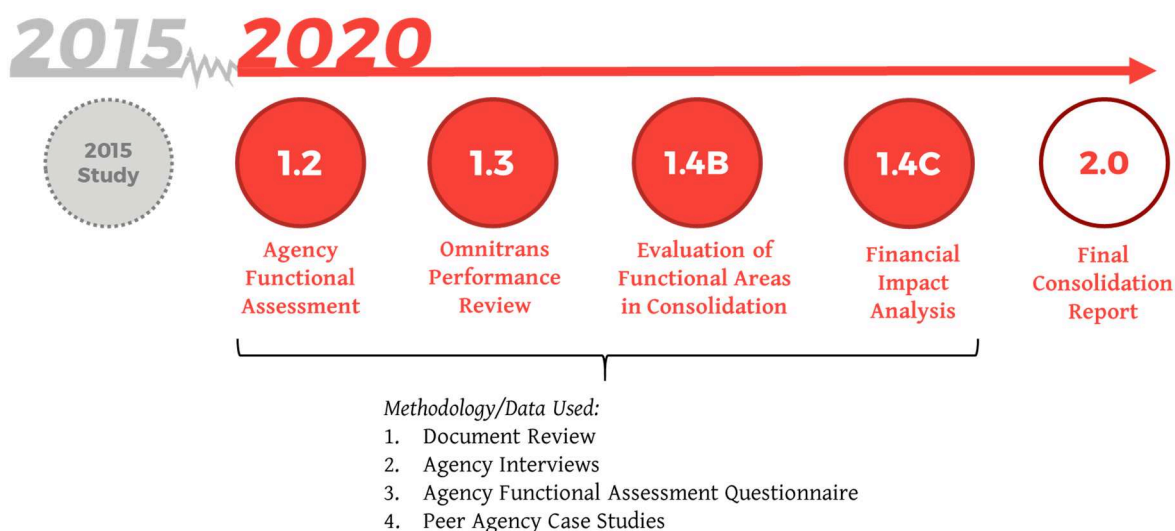 2015 2020
2015
Study
1.2
1.3
1.4B
1.4C
2.0
Agency
Functional
Assessment
Omnitrans
Performance
Review
Evaluation of
Functional Areas
in Consolidation
Financial
Impact
Analysis
Final
Consolidation
Report
Methodology/Data Used:
1. Document Review
2. Agency Interviews
3. Agency Functional Assessment Questionnaire
4. Peer Agency Case Studies